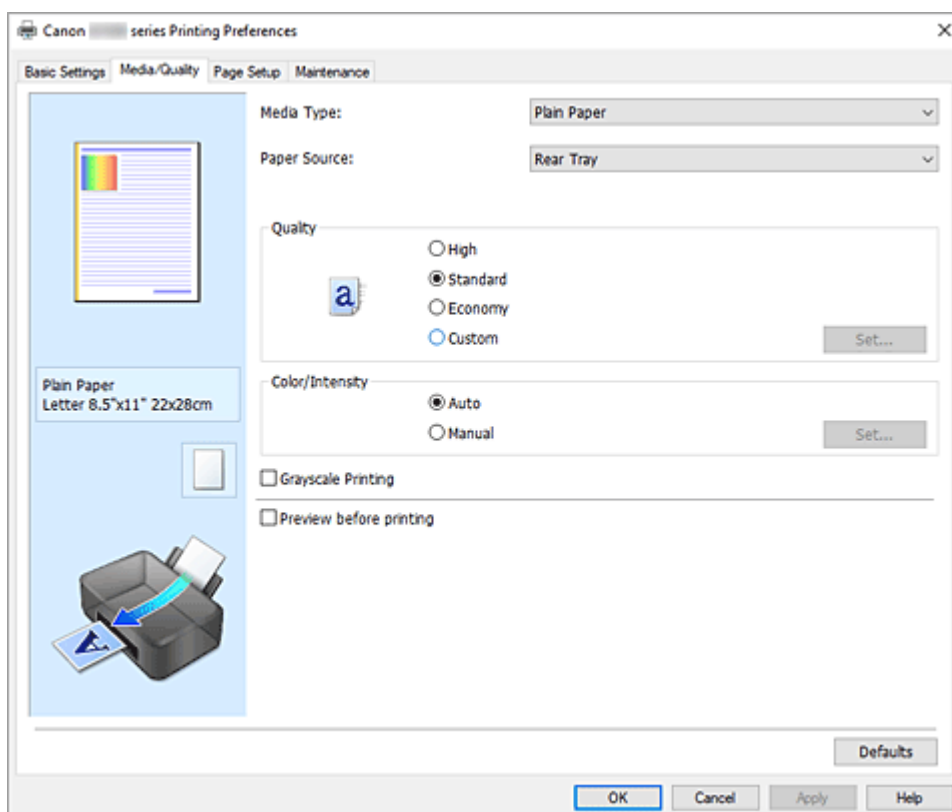 Canon series Printing Preferences
Basic Settings Media/Quality Page Setup Maintenance
Media Type: Plain Paper
Paper Source: Rear Tray
Quality
High
a Standard
Economy
Custom Set...
Plain Paper
Letter 8.5"x11" 22x28cm
Color/Intensity
Auto
Manual Set...
Grayscale Printing
Preview before printing
A
Defaults
OK Cancel Apply Help